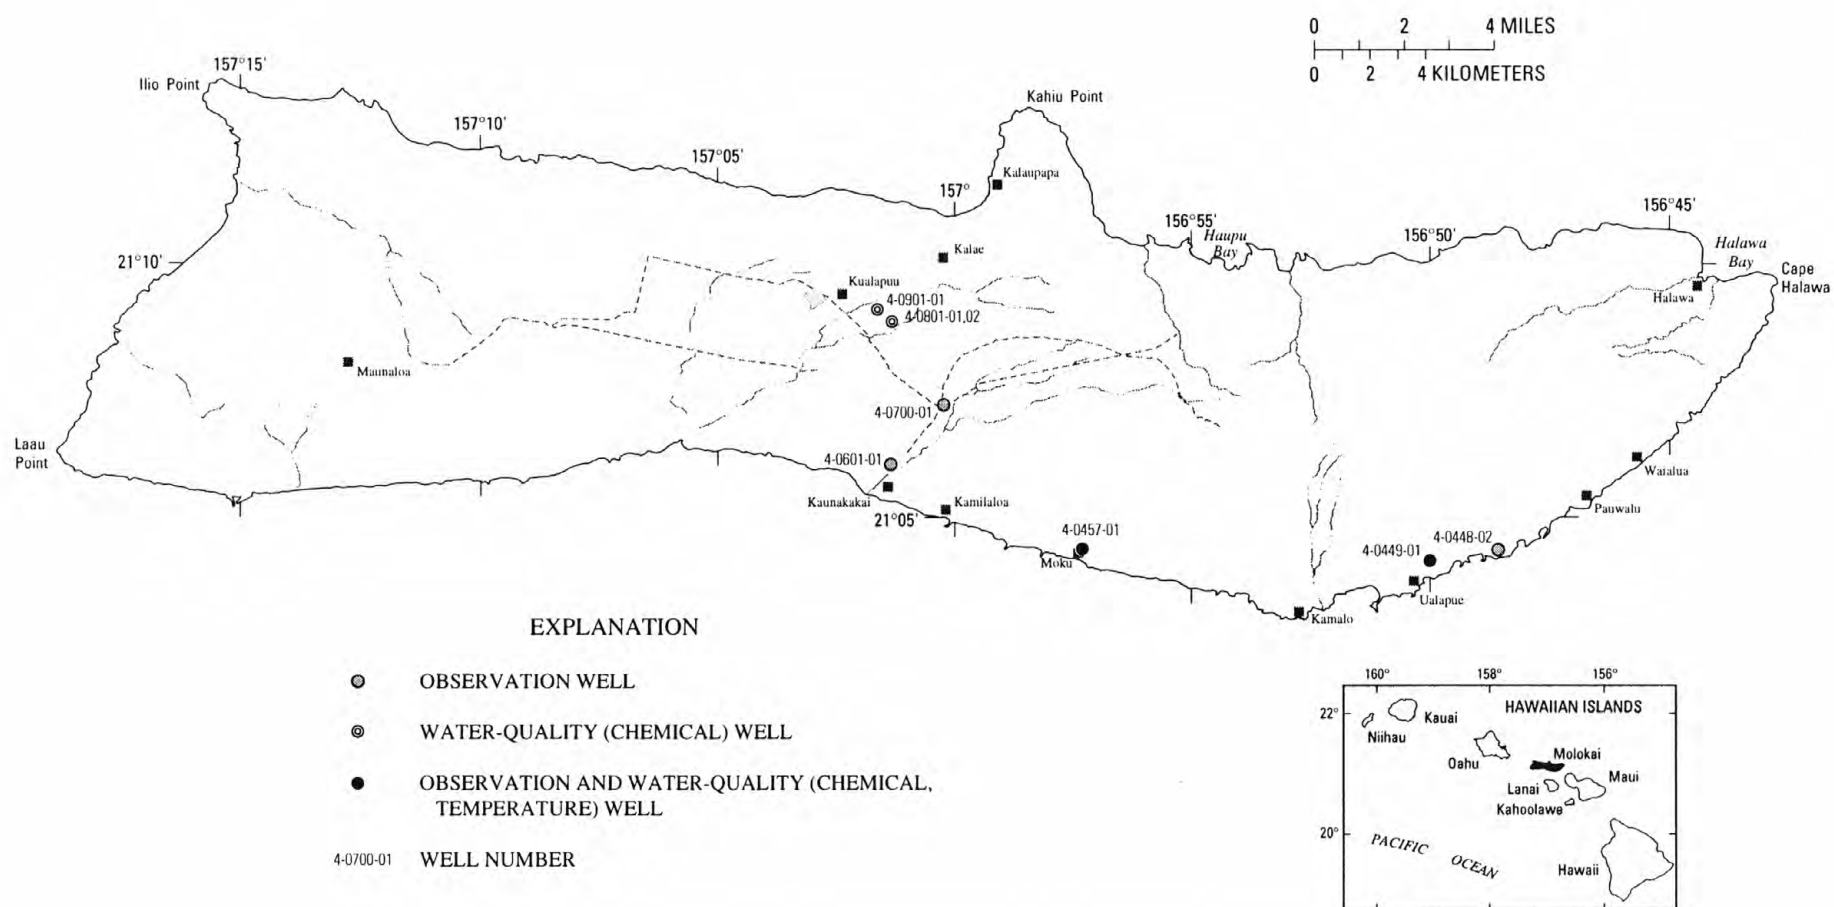 0 2 4 MILES
0 2 4 KILOMETERS
Ilio Point
157°15'
157°10'
157°05'
157°
Kahiu Point
Kalaupapa
156°55'
Haupu
Bay
156°50'
156°45'
Halawa
Bay
Cape
Halawa
Halawa
21°10'
Kalae
Kualapuu
4-0901-01
4-0801-01,02
Maunaloa
4-0700-01
Laau
Point
4-0601-01
Kaunakakai
Kamilaloa
21°05'
4-0457-01
Moku
4-0449-01
4-0448-02
Waialua
Pauwalu
Ualapue
Kamalo
EXPLANATION
OBSERVATION WELL
WATER-QUALITY (CHEMICAL) WELL
OBSERVATION AND WATER-QUALITY (CHEMICAL,
TEMPERATURE) WELL
4-0700-01 WELL NUMBER
160° 158° 156°
22°
HAWAIIAN ISLANDS
Kauai
Niihau
Oahu
Molokai
Lanai
Maui
Kahoolawe
20°
PACIFIC OCEAN
Hawaii